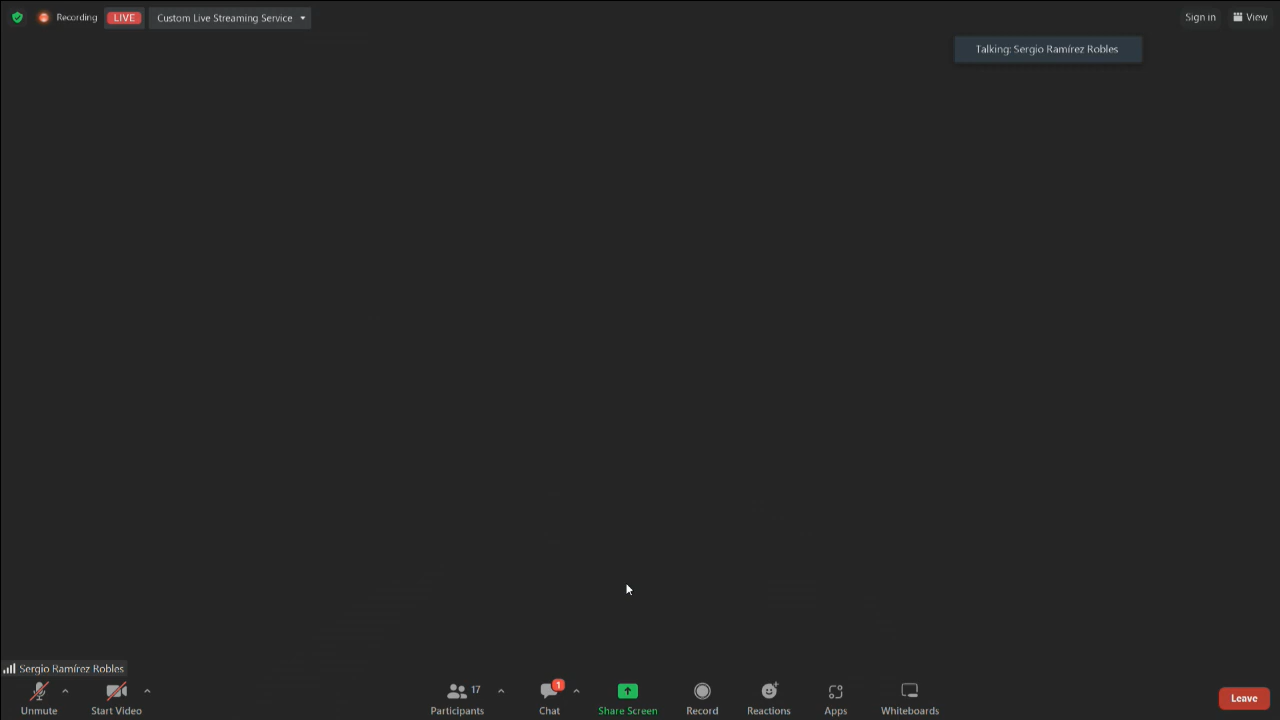 Recording
LIVE
Custom Live Streaming Service
Sign in
View
Talking: Sergio Ramírez Robles
Sergio Ramírez Robles
Unmute
Start Video
Participants
17
Chat
1
Share Screen
Record
Reactions
Apps
Whiteboards
Leave